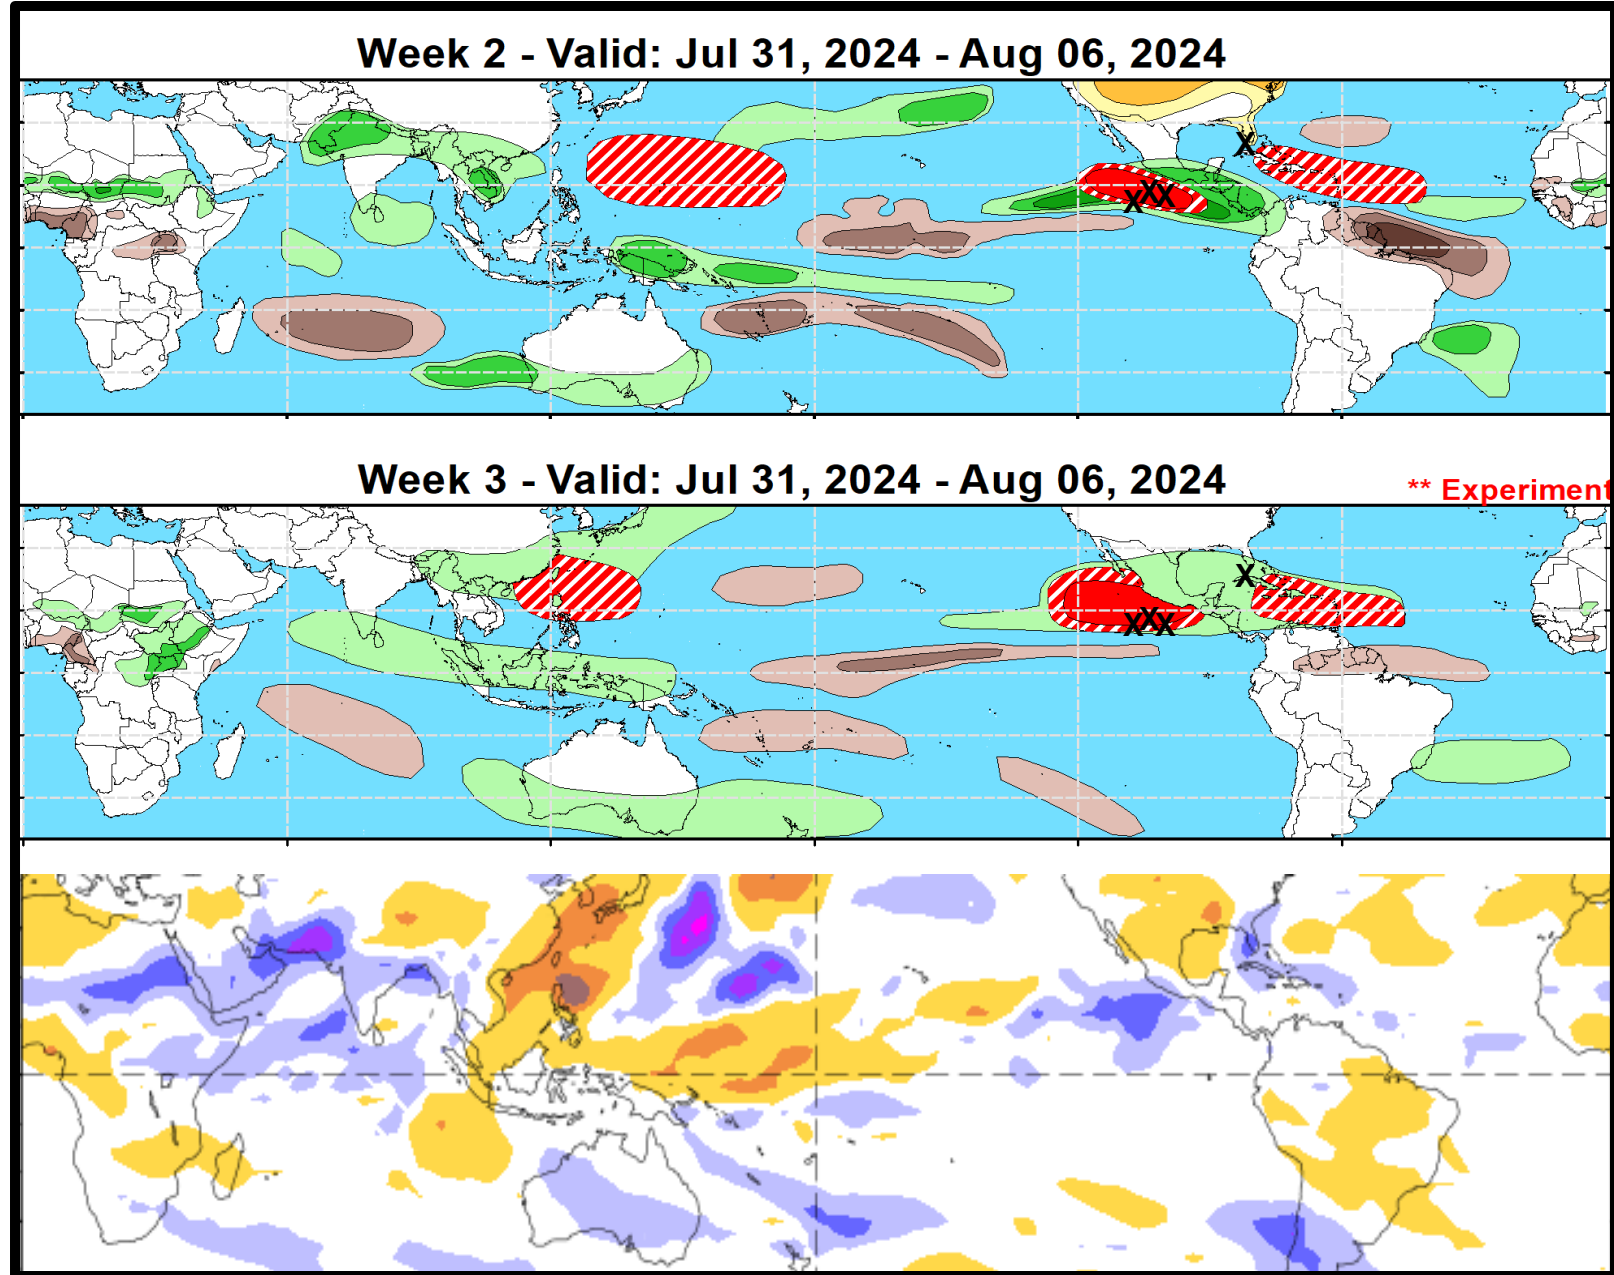 Week 2 - Valid: Jul 31, 2024 - Aug 06, 2024
X
X X X
Week 3 - Valid: Jul 31, 2024 - Aug 06, 2024
** Experiment
X
X X X